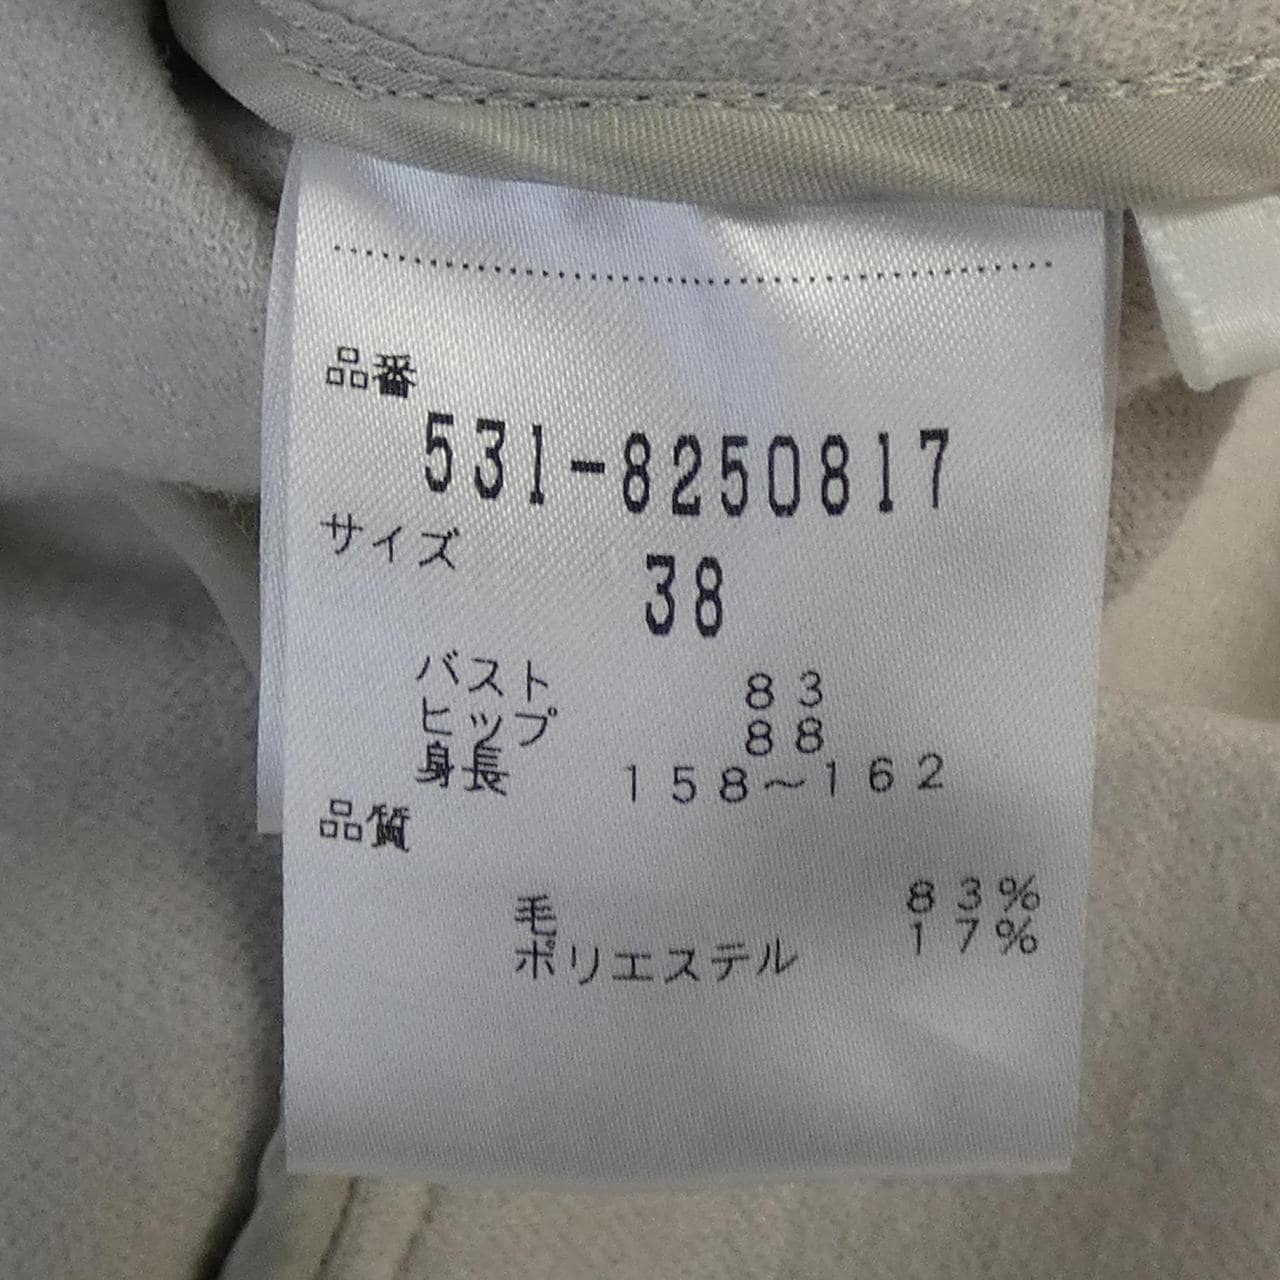 品番
531-8250817
サイズ
38
バスト 83
ヒップ 88
身長 158~162
品質
毛 83%
ポリエステル 17%